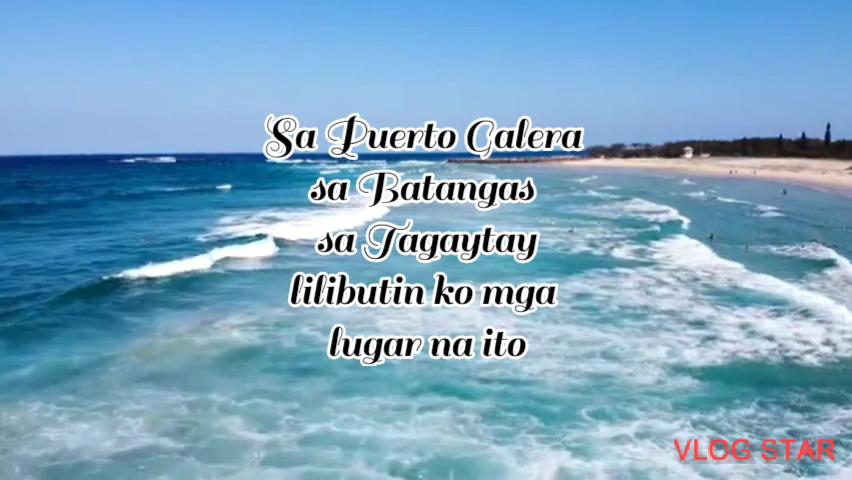 Sa Puerto Galera
sa Batangas
sa Tagaytay
lilibutin ko mga
lugar na ito
VLOG STAR